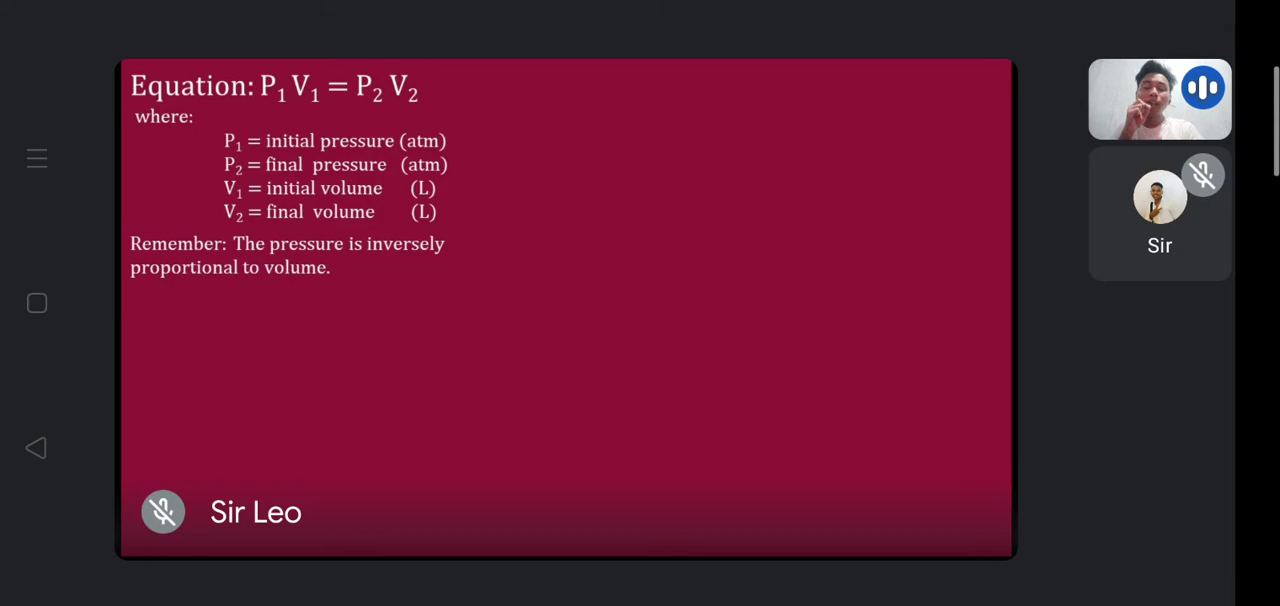 Equation: P₁ V₁ = P₂ V₂
where:
P₁ = initial pressure (atm)
P₂ = final pressure (atm)
V₁ = initial volume (L)
V₂ = final volume (L)
Remember: The pressure is inversely
proportional to volume.
Sir Leo
Sir